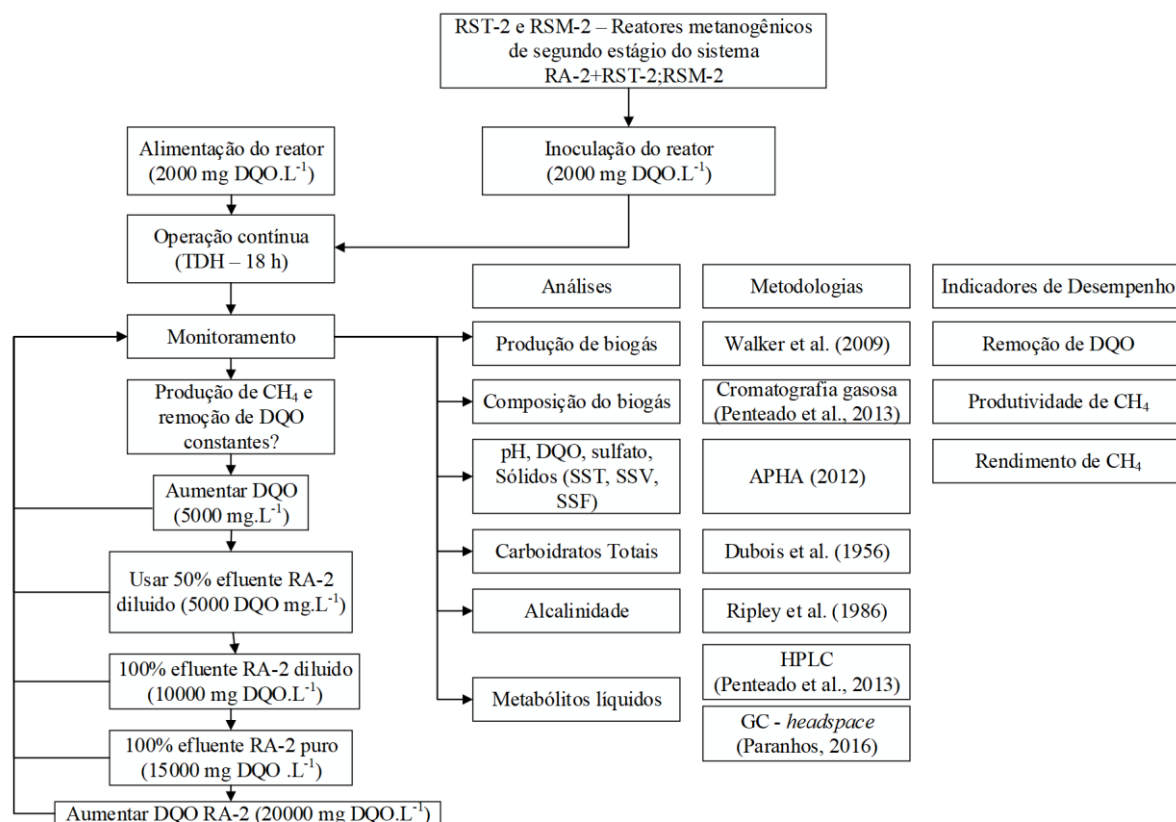 RST-2 e RSM-2 – Reatores metanogênicos
de segundo estágio do sistema
RA-2+RST-2;RSM-2
Alimentação do reator
(2000 mg DQO.L⁻¹)
Inoculação do reator
(2000 mg DQO.L⁻¹)
Operação contínua
(TDH – 18 h)
Monitoramento
Produção de CH₄ e
remoção de DQO
constantes?
Aumentar DQO
(5000 mg.L⁻¹)
Usar 50% efluente RA-2
diluído (5000 DQO mg.L⁻¹)
100% efluente RA-2 diluído
(10000 mg DQO.L⁻¹)
100% efluente RA-2 puro
(15000 mg DQO .L⁻¹)
Aumentar DQO RA-2 (20000 mg DQO.L⁻¹)
Análises
Produção de biogás
Composição do biogás
pH, DQO, sulfato,
Sólidos (SST, SSV,
SSF)
Carboidratos Totais
Alcalinidade
Metabólitos líquidos
Metodologias
Walker et al. (2009)
Cromatografia gasosa
(Penteado et al., 2013)
APHA (2012)
Dubois et al. (1956)
Ripley et al. (1986)
HPLC
(Penteado et al., 2013)
GC - headspace
(Paranhos, 2016)
Indicadores de Desempenho
Remoção de DQO
Produtividade de CH₄
Rendimento de CH₄